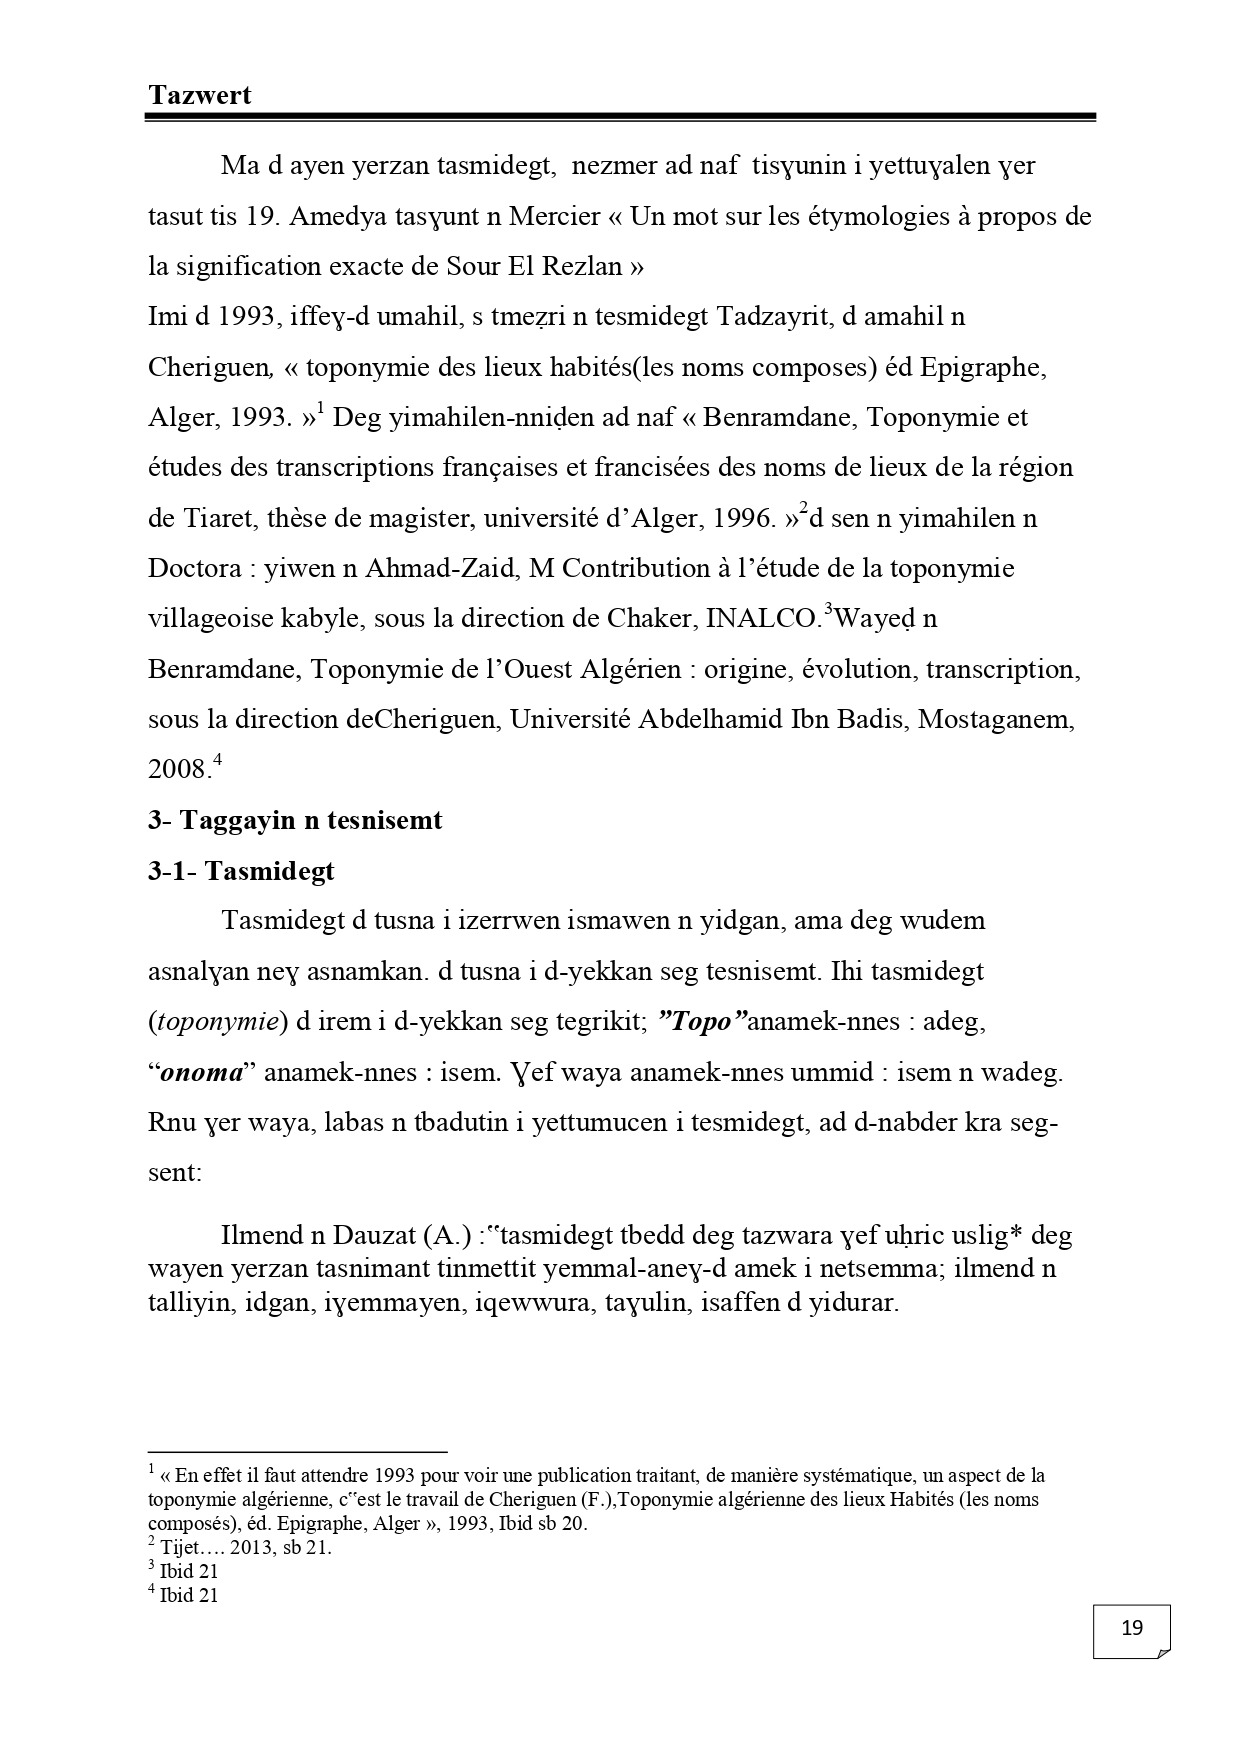 Tazwert
Ma d ayen yerzan tasmidegt,  nezmer ad naf  tisɣunin i yettuɣalen ɣer
tasut tis 19. Amedya tasɣunt n Mercier « Un mot sur les étymologies à propos de
la signification exacte de Sour El Rezlan »
Imi d 1993, iffeɣ-d umahil, s tmeẓri n tesmidegt Tadzayrit, d amahil n
Cheriguen, « toponymie des lieux habités(les noms composes) éd Epigraphe,
Alger, 1993. »¹ Deg yimahilen-nniḍen ad naf « Benramdane, Toponymie et
études des transcriptions françaises et francisées des noms de lieux de la région
de Tiaret, thèse de magister, université d’Alger, 1996. »²d sen n yimahilen n
Doctora : yiwen n Ahmad-Zaid, M Contribution à l’étude de la toponymie
villageoise kabyle, sous la direction de Chaker, INALCO.³Wayeḍ n
Benramdane, Toponymie de l’Ouest Algérien : origine, évolution, transcription,
sous la direction deCheriguen, Université Abdelhamid Ibn Badis, Mostaganem,
2008.⁴
3- Taggayin n tesnisemt
3-1- Tasmidegt
Tasmidegt d tusna i izerrwen ismawen n yidgan, ama deg wudem
asnalɣan neɣ asnamkan. d tusna i d-yekkan seg tesnisemt. Ihi tasmidegt
(toponymie) d irem i d-yekkan seg tegrikit; ”Topo”anamek-nnes : adeg,
“onoma” anamek-nnes : isem. Ɣef waya anamek-nnes ummid : isem n wadeg.
Rnu ɣer waya, labas n tbadutin i yettumucen i tesmidegt, ad d-nabder kra seg-
sent:
Ilmend n Dauzat (A.) :‟tasmidegt tbedd deg tazwara ɣef uḥric uslig* deg
wayen yerzan tasnimant tinmettit yemmal-aneɣ-d amek i netsemma; ilmend n
talliyin, idgan, iɣemmayen, iqewwura, taɣulin, isaffen d yidurar.
¹ « En effet il faut attendre 1993 pour voir une publication traitant, de manière systématique, un aspect de la
toponymie algérienne, c‟est le travail de Cheriguen (F.),Toponymie algérienne des lieux Habités (les noms
composés), éd. Epigraphe, Alger », 1993, Ibid sb 20.
² Tijet…. 2013, sb 21.
³ Ibid 21
⁴ Ibid 21
19